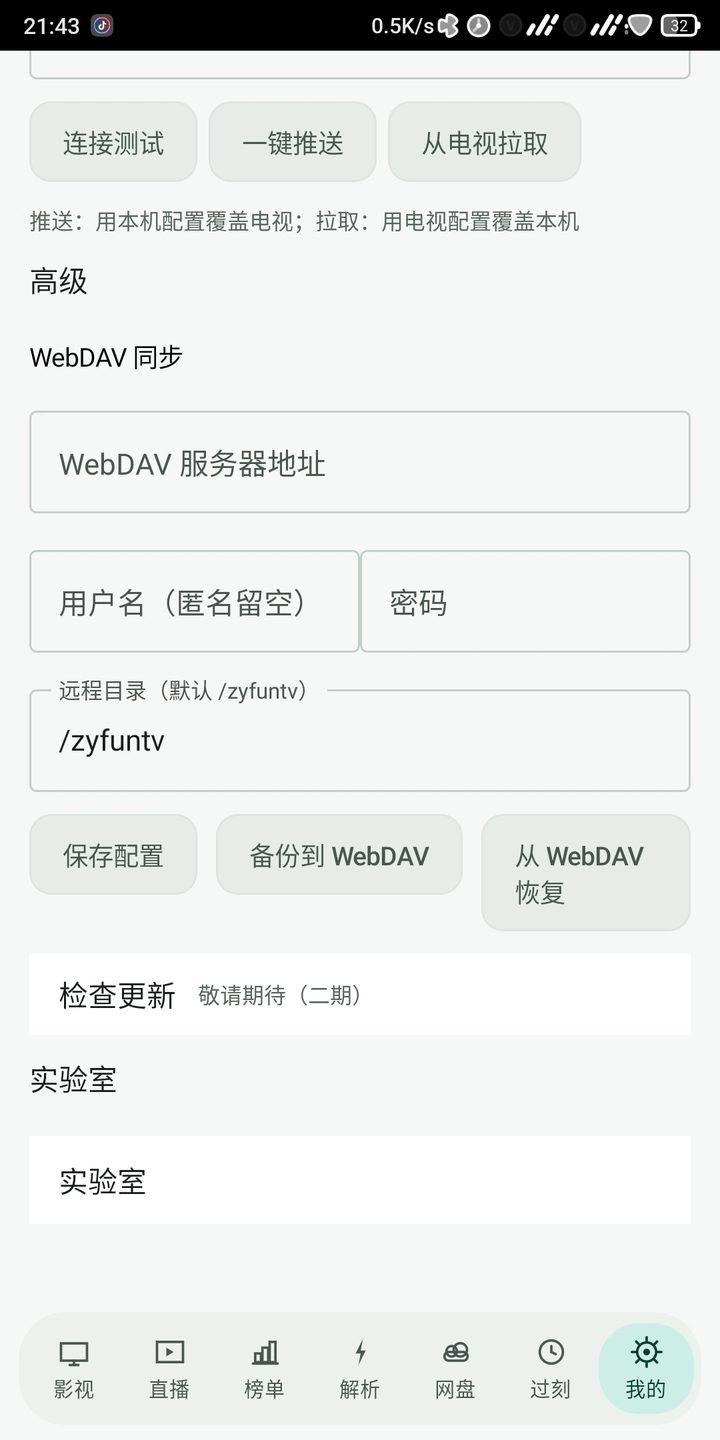 21:43
0.5K/s
32
连接测试
一键推送
从电视拉取
推送：用本机配置覆盖电视；拉取：用电视配置覆盖本机
高级
WebDAV 同步
WebDAV 服务器地址
用户名（匿名留空）
密码
远程目录（默认 /zyfuntv）
/zyfuntv
保存配置
备份到 WebDAV
从 WebDAV
恢复
检查更新 敬请期待（二期）
实验室
实验室
影视
直播
榜单
解析
网盘
过刻
我的